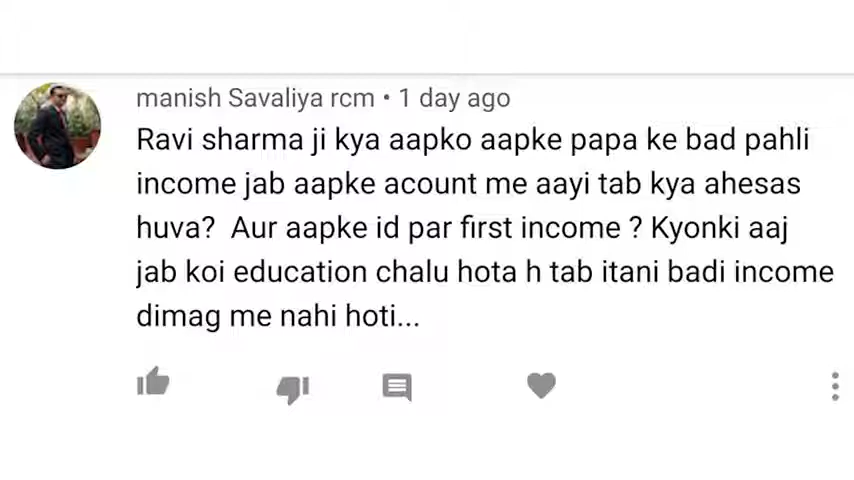 manish Savaliya rcm • 1 day ago
Ravi sharma ji kya aapko aapke papa ke bad pahli
income jab aapke acount me aayi tab kya ahesas
huva?  Aur aapke id par first income ? Kyonki aaj
jab koi education chalu hota h tab itani badi income
dimag me nahi hoti...